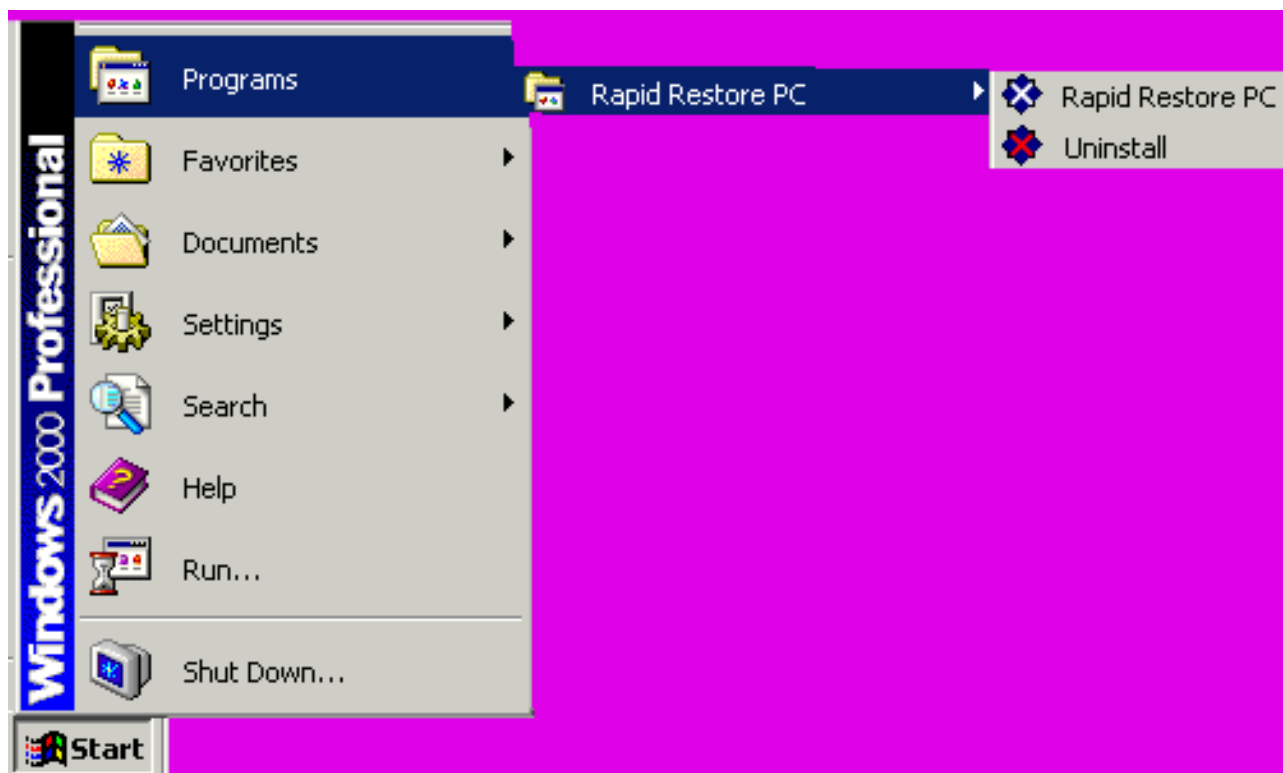 Windows 2000 Professional
Programs
Rapid Restore PC
Rapid Restore PC
Uninstall
Favorites
Documents
Settings
Search
Help
Run...
Shut Down...
Start